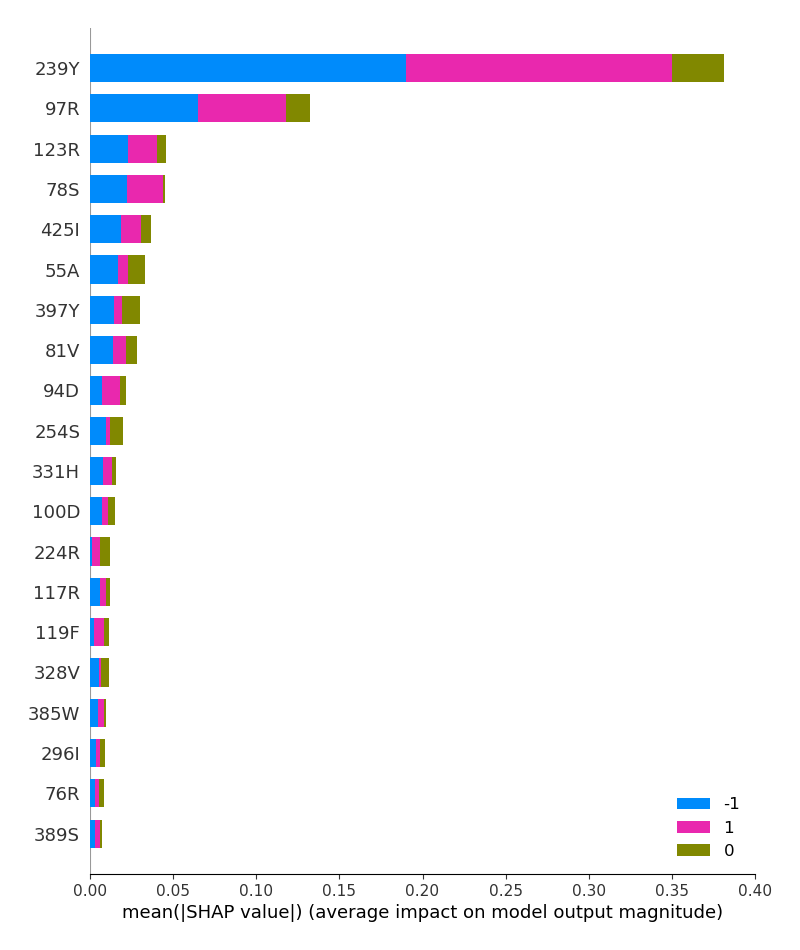 239Y
97R
123R
78S
425I
55A
397Y
81V
94D
254S
331H
100D
224R
117R
119F
328V
385W
296I
76R
389S
-1
1
0
0.00 0.05 0.10 0.15 0.20 0.25 0.30 0.35 0.40
mean(|SHAP value|) (average impact on model output magnitude)